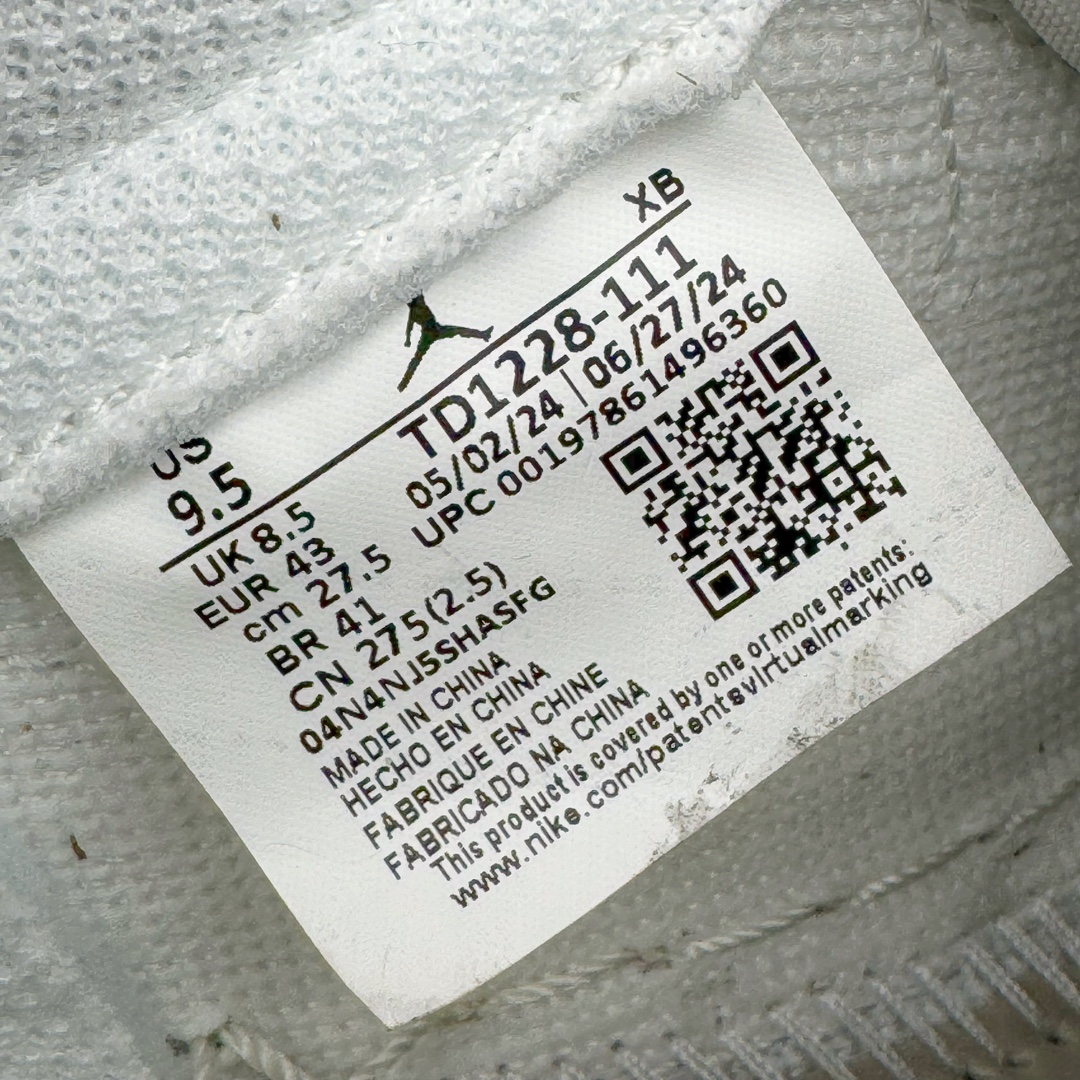 XB
US
9.5
TD1228-111
05/02/24 | 06/27/24
UPC 00197861496360
UK 8.5
EUR 43
cm 27.5
BR 41
CN 275(2.5)
04N4NJ5SHASFG
MADE IN CHINA
HECHO EN CHINA
FABRIQUE EN CHINE
FABRICADO NA CHINA
This product is covered by one or more patents:
www.nike.com/patentsvirtualmarking